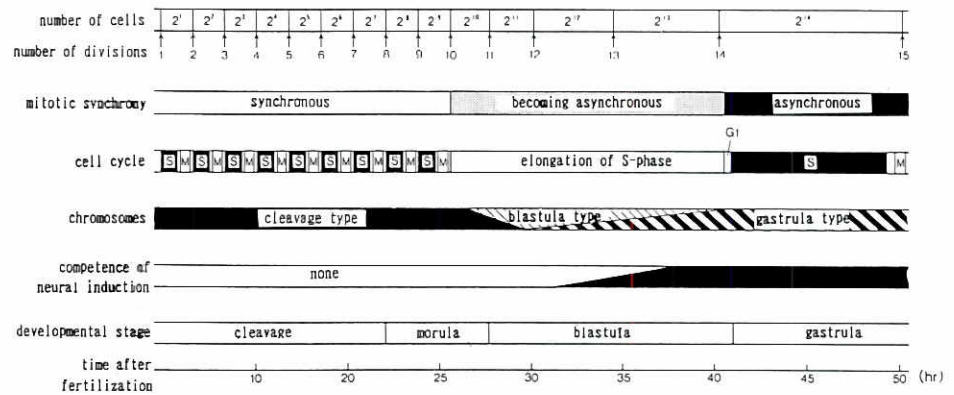 number of cells 2¹ 2² 2³ 2⁴ 2⁵ 2⁶ 2⁷ 2⁸ 2⁹ 2¹⁰ 2¹¹ 2¹² 2¹³ 2¹⁴
number of divisions 1 2 3 4 5 6 7 8 9 10 11 12 13 14 15
mitotic synchrony synchronous becoming asynchronous asynchronous
G1
cell cycle S M S M S M S M S M S M S M S M S M elongation of S-phase S M
chromosomes cleavage type blastula type gastrula type
competence of
neural induction
none
developmental stage cleavage morula blastula gastrula
time after
fertilization
10 20 30 35 40 45 50 (hr)